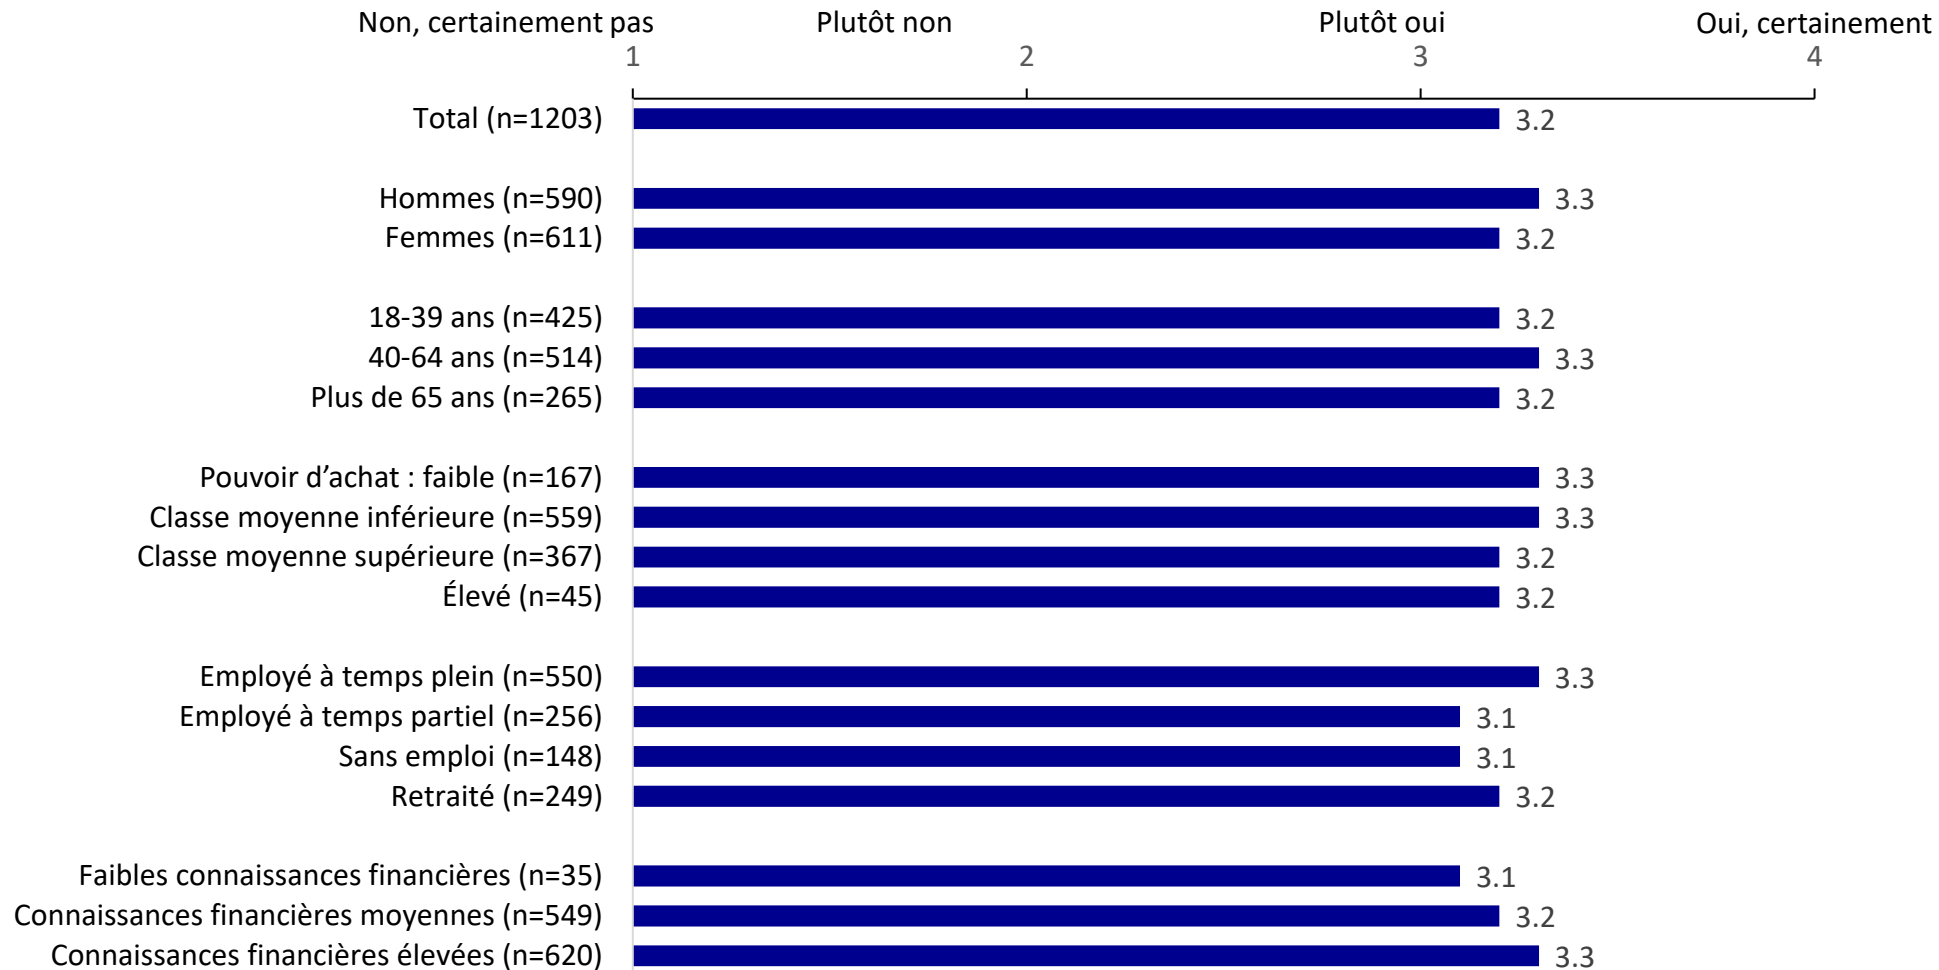 Non, certainement pas Plutôt non Plutôt oui Oui, certainement
1 2 3 4
Total (n=1203) 3.2
Hommes (n=590) 3.3
Femmes (n=611) 3.2
18-39 ans (n=425) 3.2
40-64 ans (n=514) 3.3
Plus de 65 ans (n=265) 3.2
Pouvoir d’achat : faible (n=167) 3.3
Classe moyenne inférieure (n=559) 3.3
Classe moyenne supérieure (n=367) 3.2
Élevé (n=45) 3.2
Employé à temps plein (n=550) 3.3
Employé à temps partiel (n=256) 3.1
Sans emploi (n=148) 3.1
Retraité (n=249) 3.2
Faibles connaissances financières (n=35) 3.1
Connaissances financières moyennes (n=549) 3.2
Connaissances financières élevées (n=620) 3.3